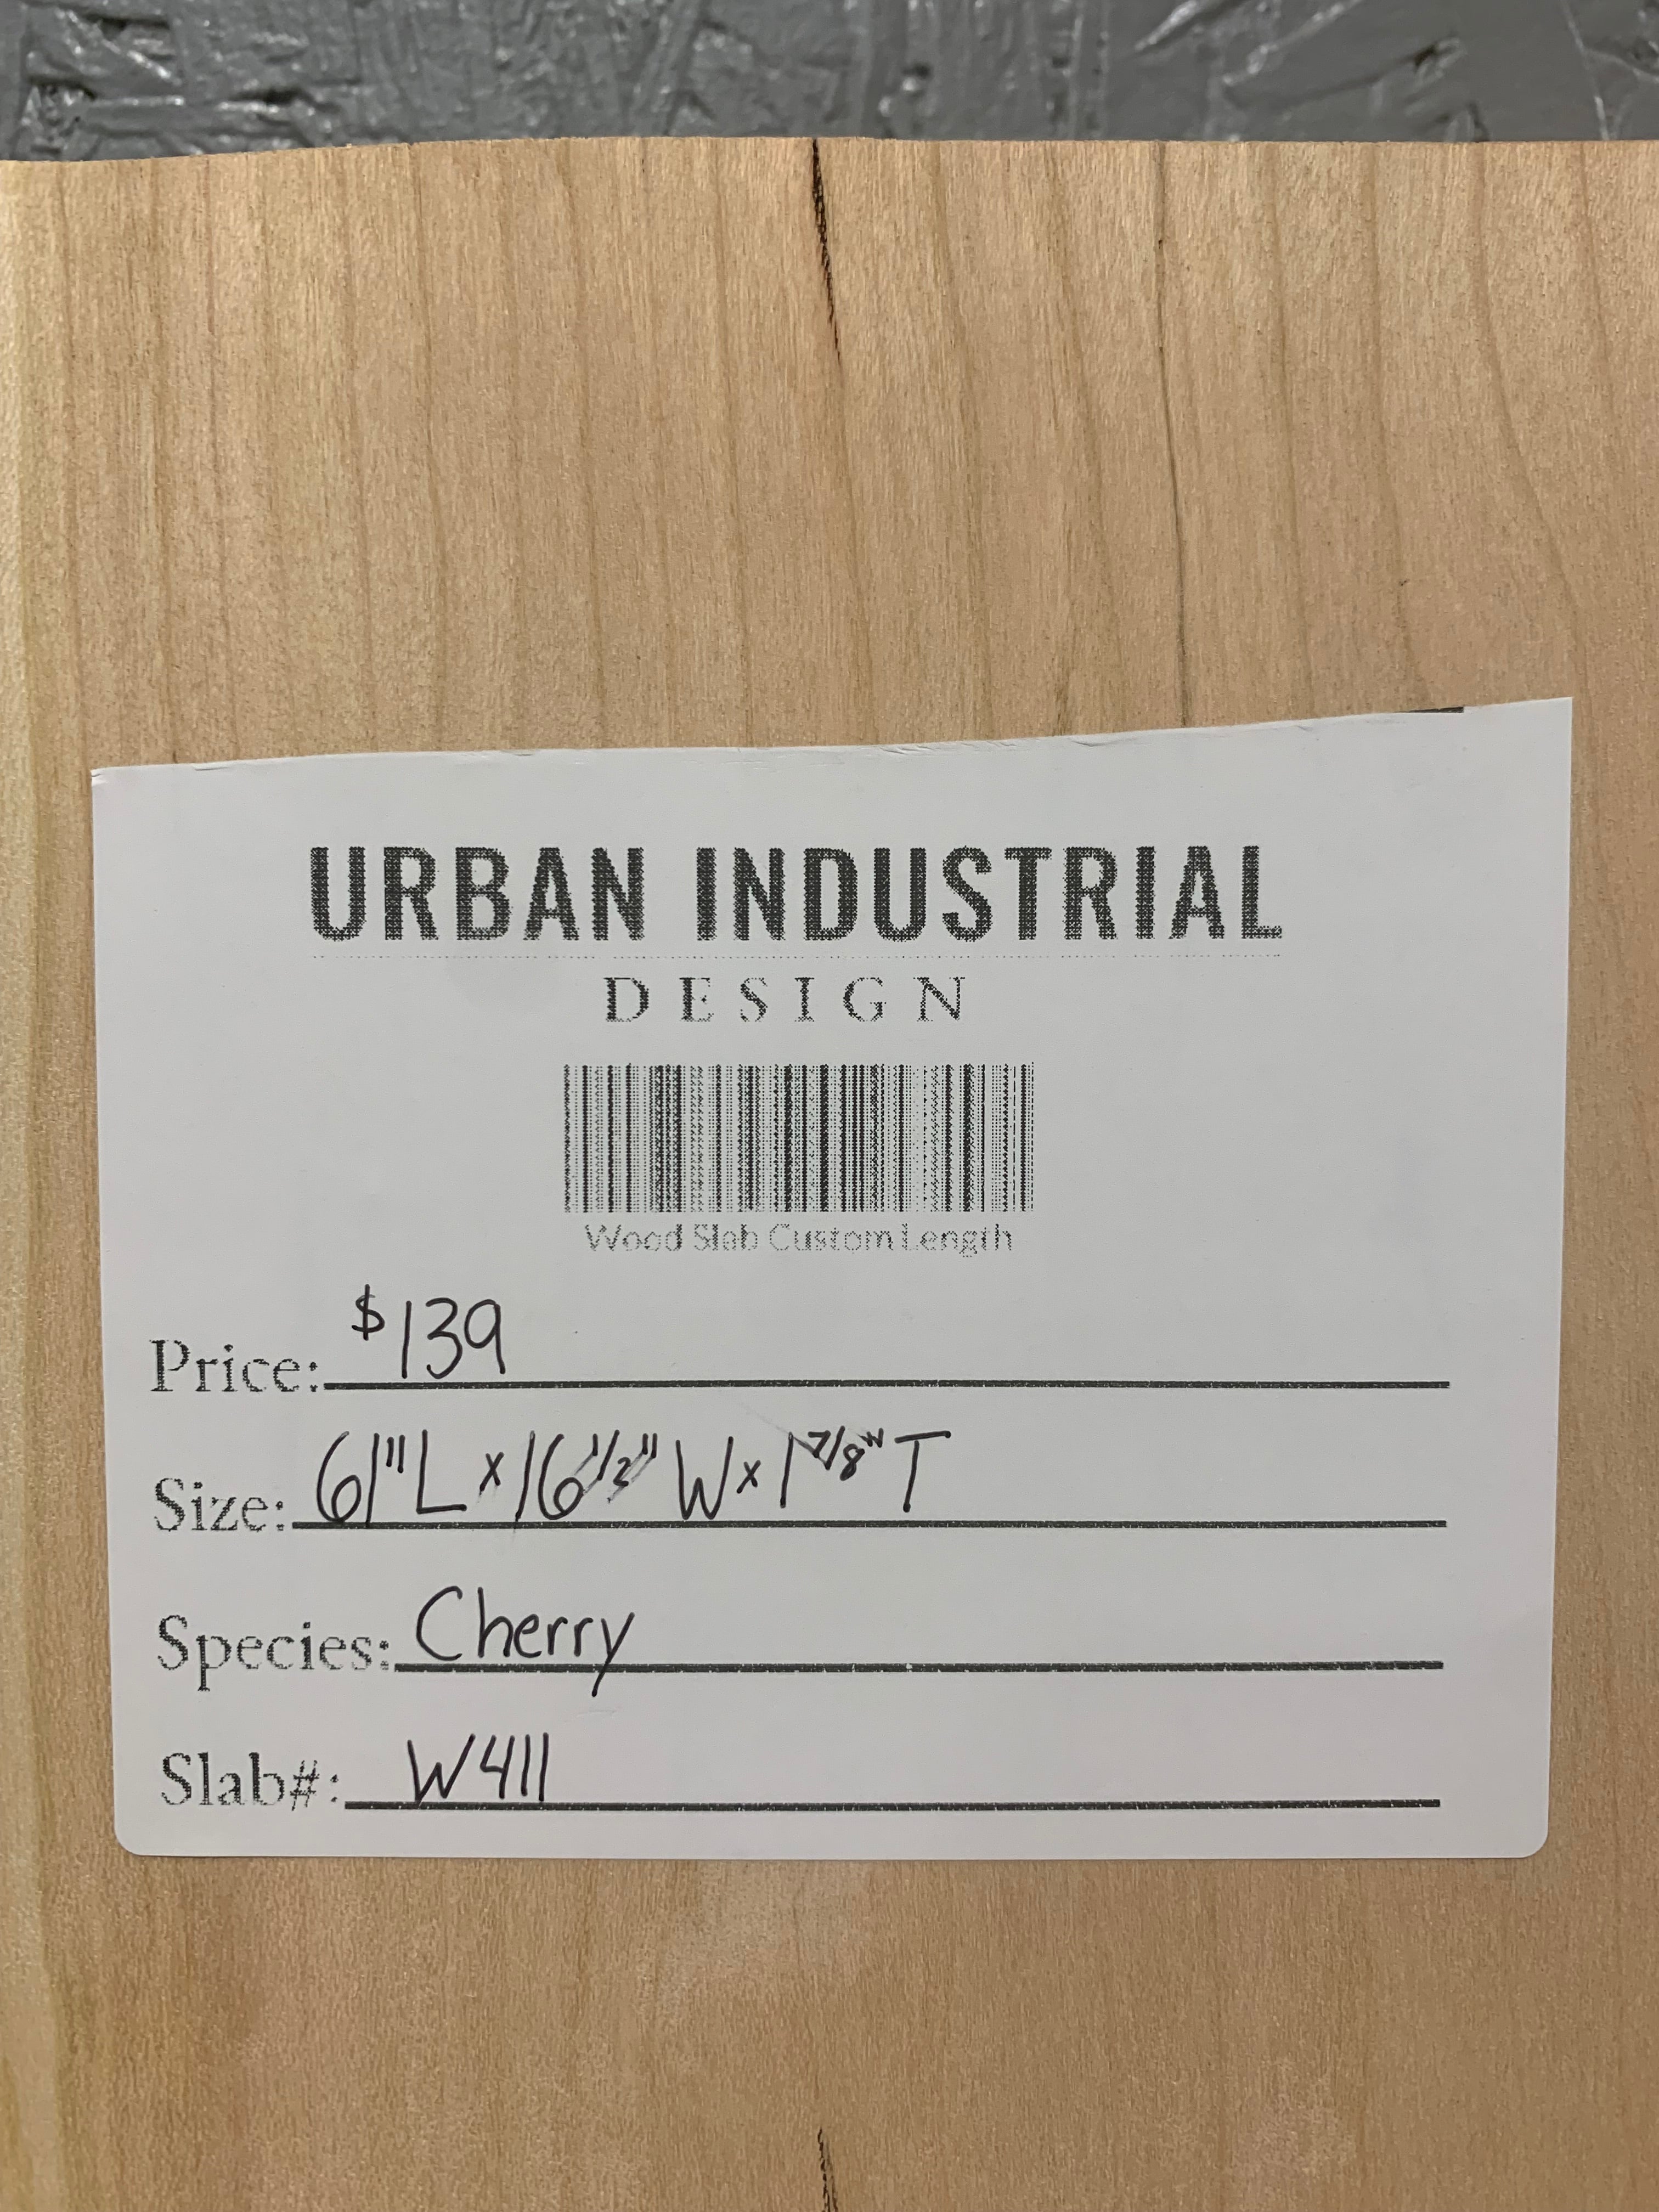 URBAN INDUSTRIAL
DESIGN
Wood Slab Custom Length
Price: $139
Size: 61"L x 16 1/2" W x 1 7/8" T
Species: Cherry
Slab#: W411